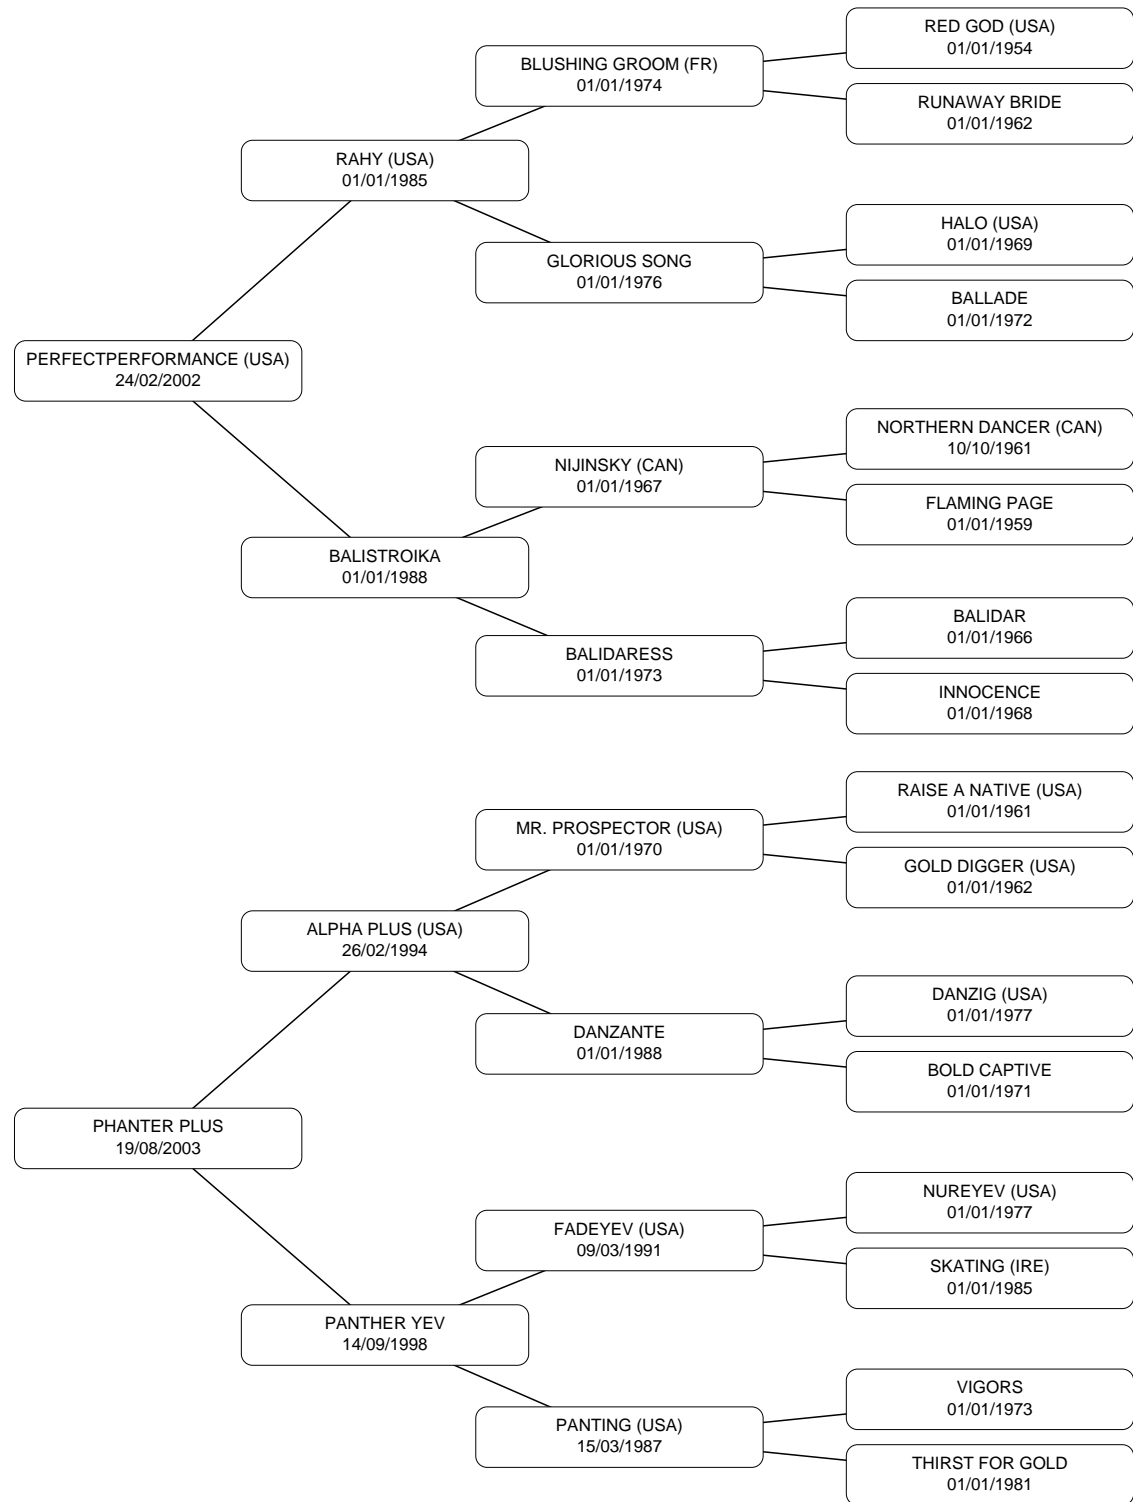 RED GOD (USA)
01/01/1954
BLUSHING GROOM (FR)
01/01/1974
RUNAWAY BRIDE
01/01/1962
RAHY (USA)
01/01/1985
HALO (USA)
01/01/1969
GLORIOUS SONG
01/01/1976
BALLADE
01/01/1972
PERFECTPERFORMANCE (USA)
24/02/2002
NORTHERN DANCER (CAN)
10/10/1961
NIJINSKY (CAN)
01/01/1967
FLAMING PAGE
01/01/1959
BALISTROIKA
01/01/1988
BALIDAR
01/01/1966
BALIDARESS
01/01/1973
INNOCENCE
01/01/1968
RAISE A NATIVE (USA)
01/01/1961
MR. PROSPECTOR (USA)
01/01/1970
GOLD DIGGER (USA)
01/01/1962
ALPHA PLUS (USA)
26/02/1994
DANZIG (USA)
01/01/1977
DANZANTE
01/01/1988
BOLD CAPTIVE
01/01/1971
PHANTER PLUS
19/08/2003
NUREYEV (USA)
01/01/1977
FADEYEV (USA)
09/03/1991
SKATING (IRE)
01/01/1985
PANTHER YEV
14/09/1998
VIGORS
01/01/1973
PANTING (USA)
15/03/1987
THIRST FOR GOLD
01/01/1981